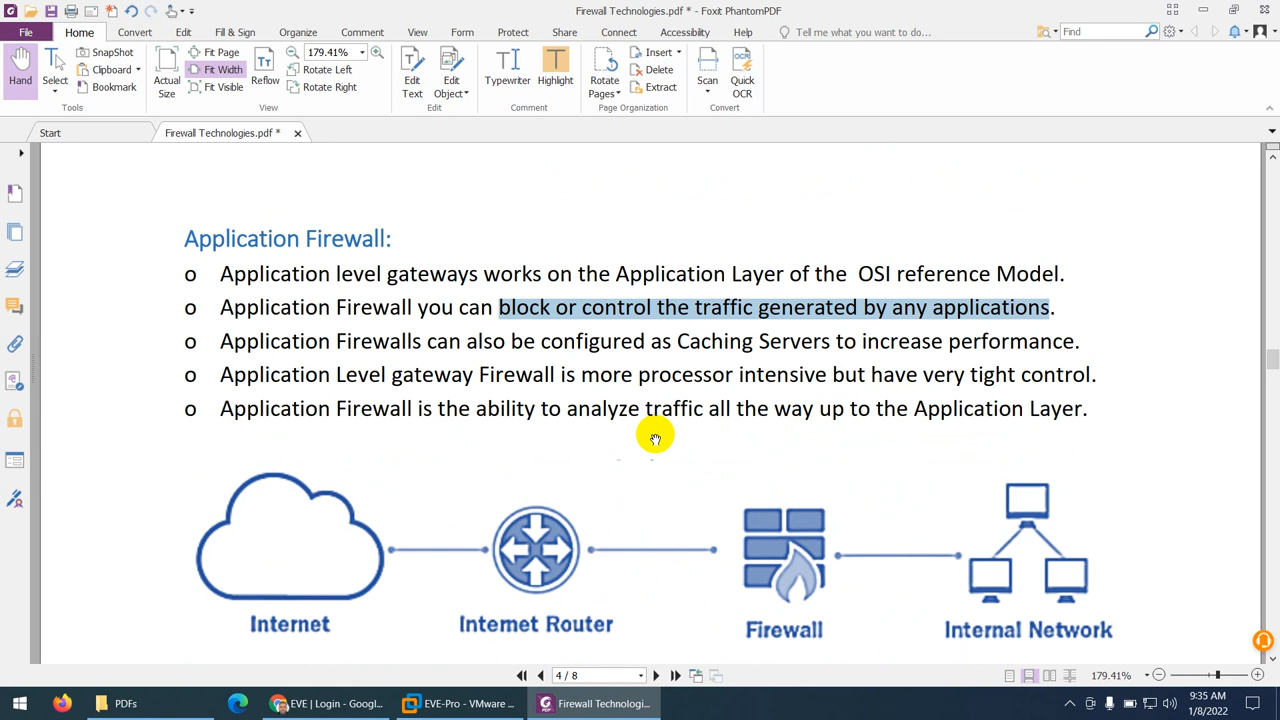 Firewall Technologies.pdf * - Foxit PhantomPDF
File Home Convert Edit Fill & Sign Organize Comment View Form Protect Share Connect Accessibility Help Tell me what you want to do... Find
Hand
Select
SnapShot
Clipboard
Bookmark
Tools
Actual Size
Fit Page
Fit Width
Fit Visible
Reflow
179.41%
Rotate Left
Rotate Right
View
Edit Text
Edit Object
Edit
Typewriter
Highlight
Comment
Rotate Pages
Insert
Delete
Extract
Page Organization
Scan
Quick OCR
Convert
Start Firewall Technologies.pdf *
Application Firewall:
o Application level gateways works on the Application Layer of the OSI reference Model.
o Application Firewall you can block or control the traffic generated by any applications.
o Application Firewalls can also be configured as Caching Servers to increase performance.
o Application Level gateway Firewall is more processor intensive but have very tight control.
o Application Firewall is the ability to analyze traffic all the way up to the Application Layer.
Internet
Internet Router
Firewall
Internal Network
4 / 8
179.41%
PDFs
EVE | Login - Googl...
EVE-Pro - VMware ...
Firewall Technologi...
9:35 AM
1/8/2022